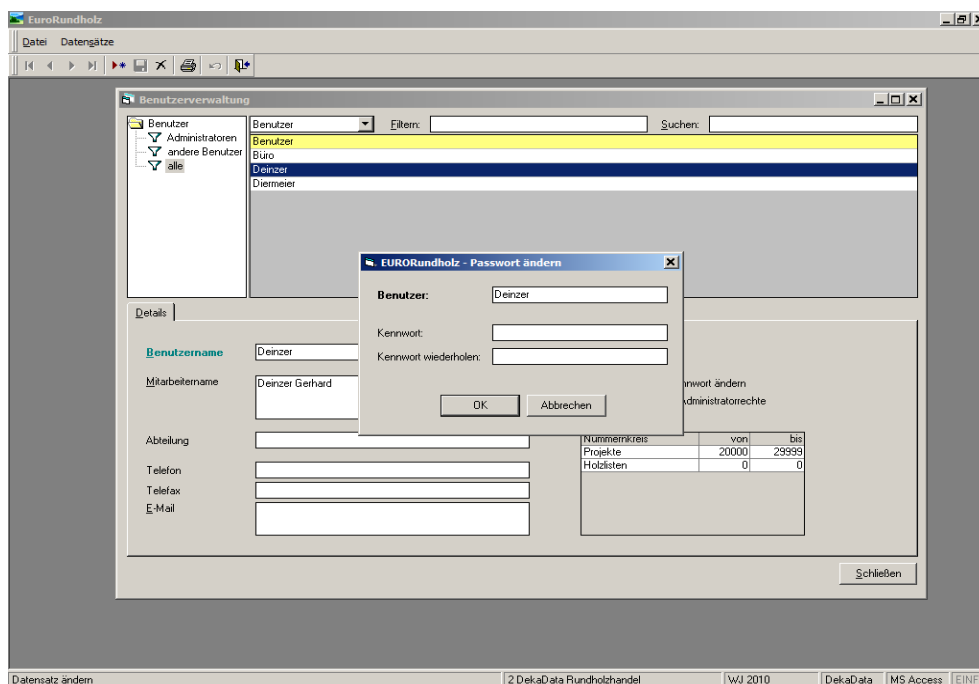 EuroRundholz
Datei Datensätze
Benutzerverwaltung
Benutzer
Administratoren
andere Benutzer
alle
Benutzer Filtern: Suchen:
Benutzer
Büro
Deinzer
Diermeier
EURORundholz - Passwort ändern
Benutzer: Deinzer
Kennwort:
Kennwort wiederholen:
OK Abbrechen
Details
Benutzername Deinzer
Mitarbeitername Deinzer Gerhard
nwort ändern
Administratorrechte
Abteilung
Telefon
Telefax
E-Mail
Nummernkreis von bis
Projekte 20000 29999
Holzlisten 0 0
Schließen
Datensatz ändern 2 DekaData Rundholzhandel WJ 2010 DekaData MS Access EINF